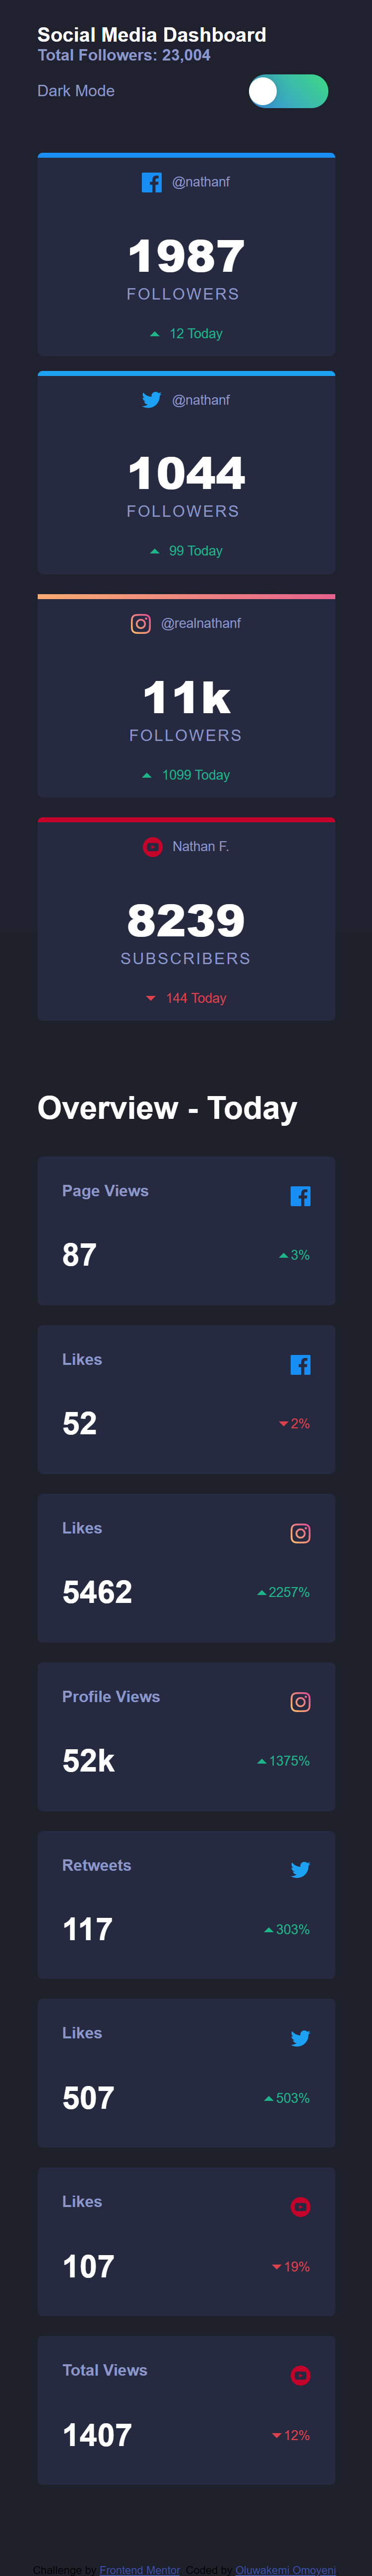 Social Media Dashboard
Total Followers: 23,004
Dark Mode
@nathanf
1987
FOLLOWERS
12 Today
@nathanf
1044
FOLLOWERS
99 Today
@realnathanf
11k
FOLLOWERS
1099 Today
Nathan F.
8239
SUBSCRIBERS
144 Today
Overview - Today
Page Views
87
3%
Likes
52
2%
Likes
5462
2257%
Profile Views
52k
1375%
Retweets
117
303%
Likes
507
503%
Likes
107
19%
Total Views
1407
12%
Challenge by Frontend Mentor. Coded by Oluwakemi Omoyeni.